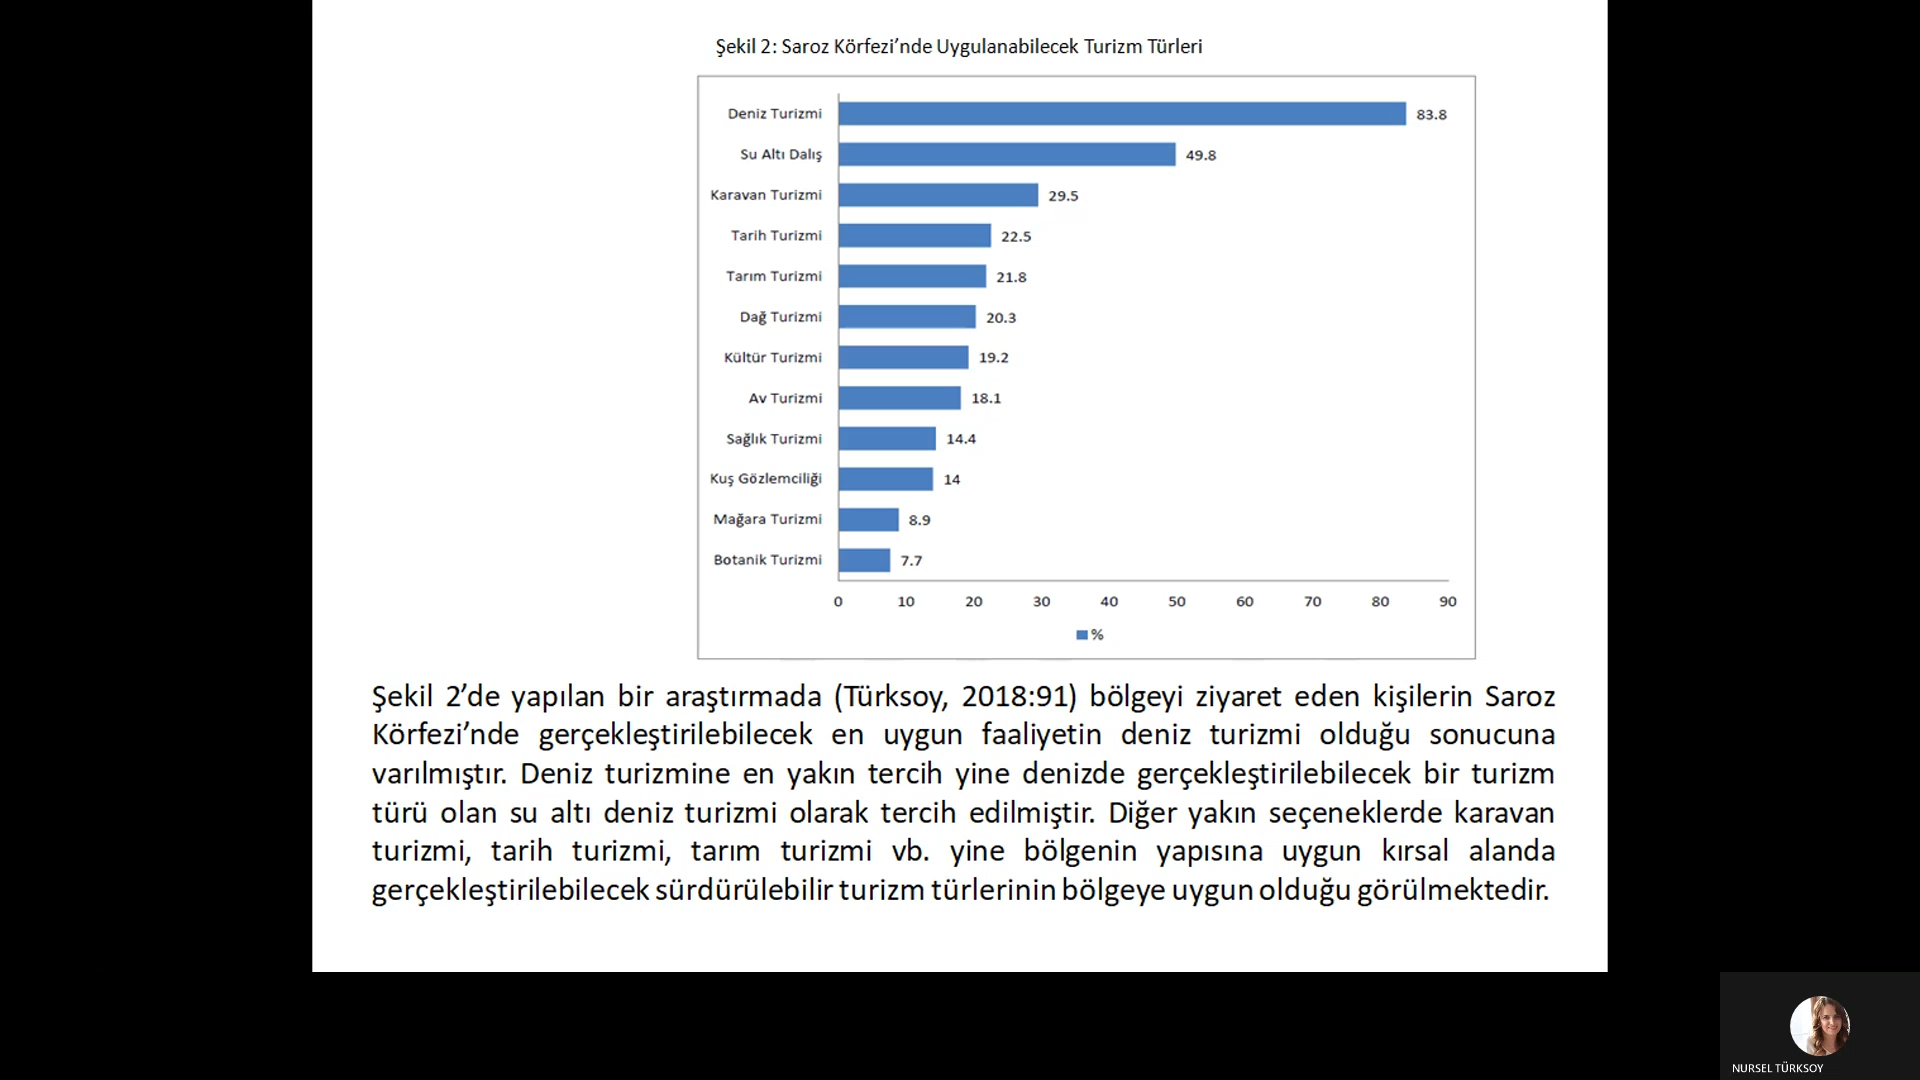 Şekil 2: Saroz Körfezi’nde Uygulanabilecek Turizm Türleri
Deniz Turizmi 83.8
Su Altı Dalış 49.8
Karavan Turizmi 29.5
Tarih Turizmi 22.5
Tarım Turizmi 21.8
Dağ Turizmi 20.3
Kültür Turizmi 19.2
Av Turizmi 18.1
Sağlık Turizmi 14.4
Kuş Gözlemciliği 14
Mağara Turizmi 8.9
Botanik Turizmi 7.7
0 10 20 30 40 50 60 70 80 90
%
Şekil 2’de yapılan bir araştırmada (Türksoy, 2018:91) bölgeyi ziyaret eden kişilerin Saroz
Körfezi’nde gerçekleştirilebilecek en uygun faaliyetin deniz turizmi olduğu sonucuna
varılmıştır. Deniz turizmine en yakın tercih yine denizde gerçekleştirilebilecek bir turizm
türü olan su altı deniz turizmi olarak tercih edilmiştir. Diğer yakın seçeneklerde karavan
turizmi, tarih turizmi, tarım turizmi vb. yine bölgenin yapısına uygun kırsal alanda
gerçekleştirilebilecek sürdürülebilir turizm türlerinin bölgeye uygun olduğu görülmektedir.
NURSEL TÜRKSOY